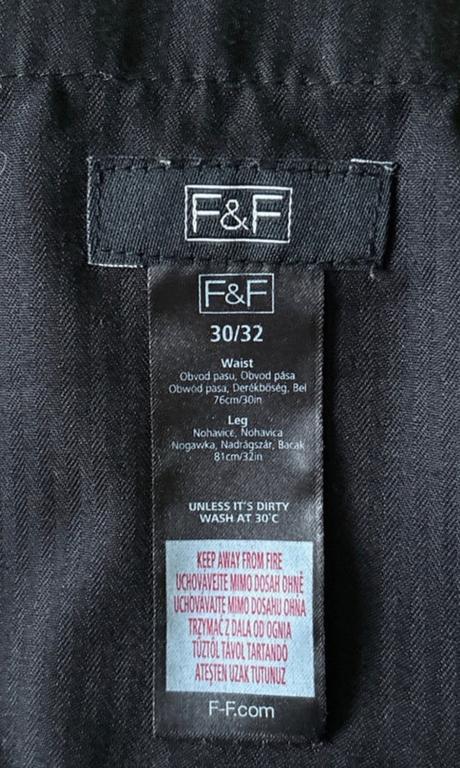 F&F
F&F
30/32
Waist
Obvod pasu, Obvod pása
Obwód pasa, Derékbőség, Bel
76cm/30in
Leg
Nohavice, Nohavica
Nogawka, Nadrágszár, Bacak
81cm/32in
UNLESS IT'S DIRTY
WASH AT 30°C
KEEP AWAY FROM FIRE
UCHOVÁVEJTE MIMO DOSAH OHNĚ
UCHOVÁVAJTE MIMO DOSAHU OHŇA
TRZYMAĆ Z DALA OD OGNIA
TŰZTŐL TÁVOL TARTANDÓ
ATEŞTEN UZAK TUTUNUZ
F-F.com